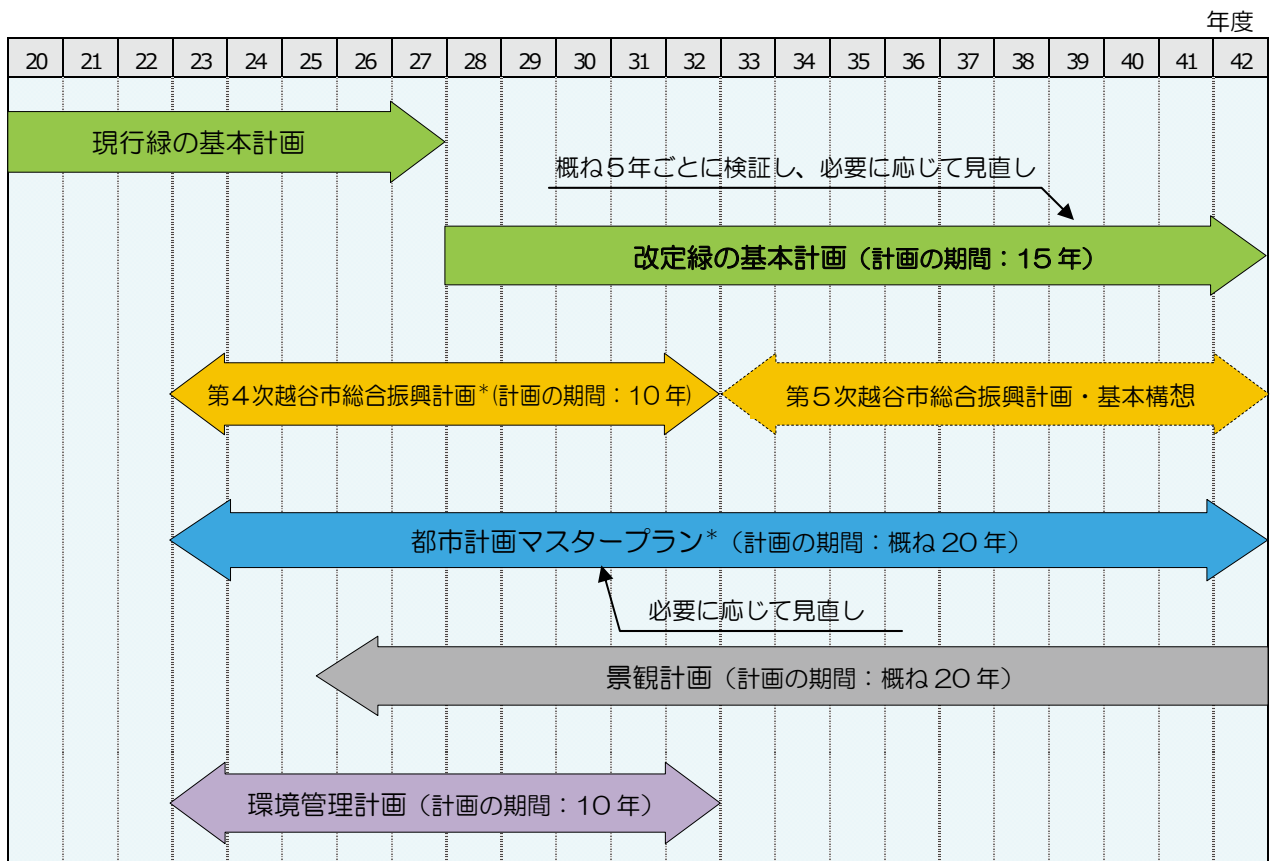 年度
20 21 22 23 24 25 26 27 28 29 30 31 32 33 34 35 36 37 38 39 40 41 42
現行緑の基本計画
概ね5年ごとに検証し、必要に応じて見直し
改定緑の基本計画（計画の期間：15年）
第4次越谷市総合振興計画*(計画の期間：10年)
第5次越谷市総合振興計画・基本構想
都市計画マスタープラン*（計画の期間：概ね20年）
必要に応じて見直し
景観計画（計画の期間：概ね20年）
環境管理計画（計画の期間：10年）